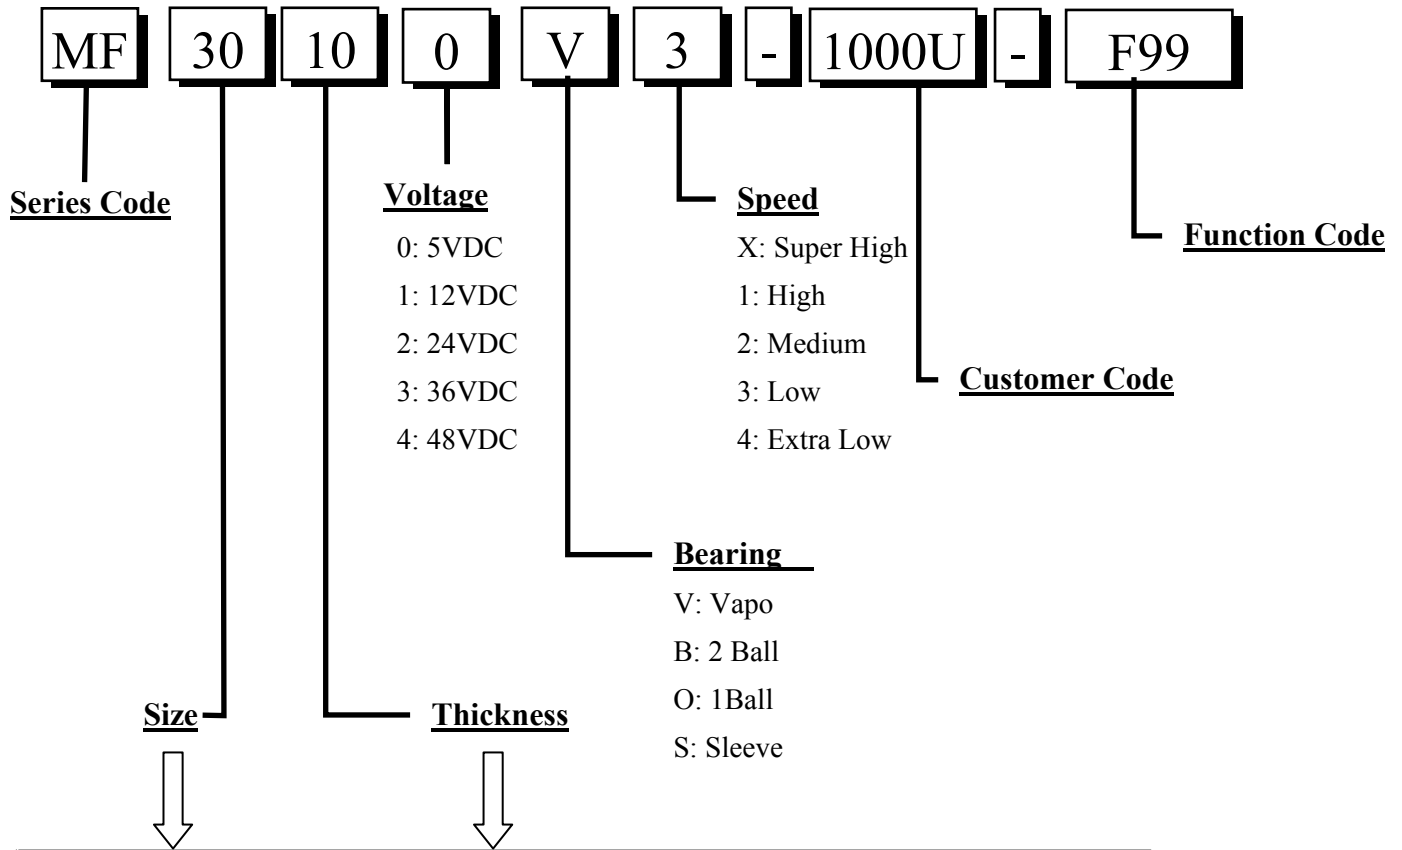 MF 30 10 0 V 3 - 1000U - F99
Series Code
Voltage
0: 5VDC
1: 12VDC
2: 24VDC
3: 36VDC
4: 48VDC
Speed
X: Super High
1: High
2: Medium
3: Low
4: Extra Low
Function Code
Customer Code
Bearing
V: Vapo
B: 2 Ball
O: 1Ball
S: Sleeve
Size
Thickness